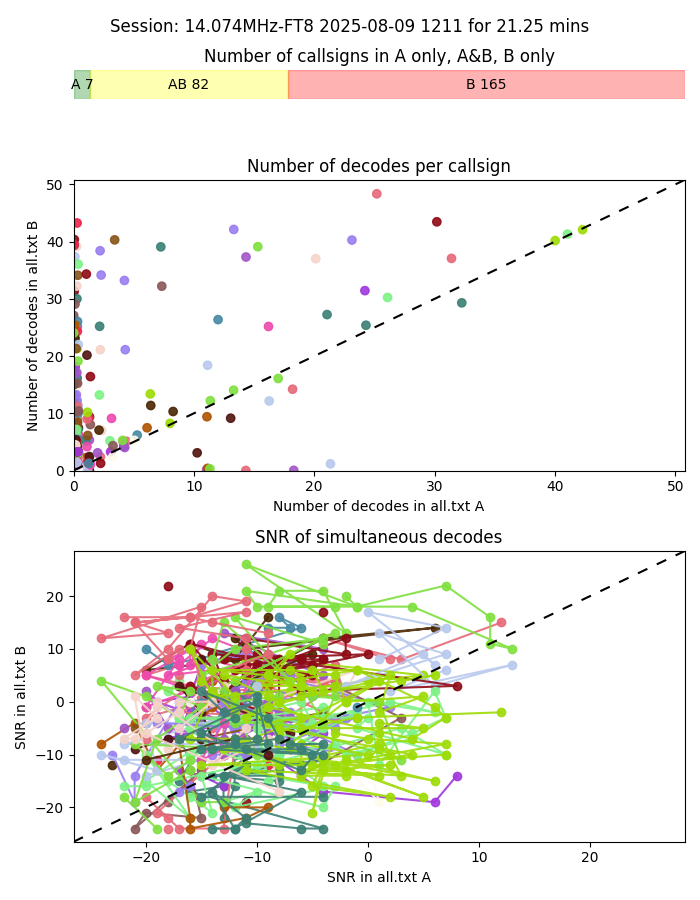 Session: 14.074MHz-FT8 2025-08-09 1211 for 21.25 mins
Number of callsigns in A only, A&B, B only
A 7 AB 82 B 165
Number of decodes per callsign
50
40
30
20
10
0
Number of decodes in all.txt B
0 10 20 30 40 50
Number of decodes in all.txt A
SNR of simultaneous decodes
20
10
0
−10
−20
SNR in all.txt B
−20 −10 0 10 20
SNR in all.txt A